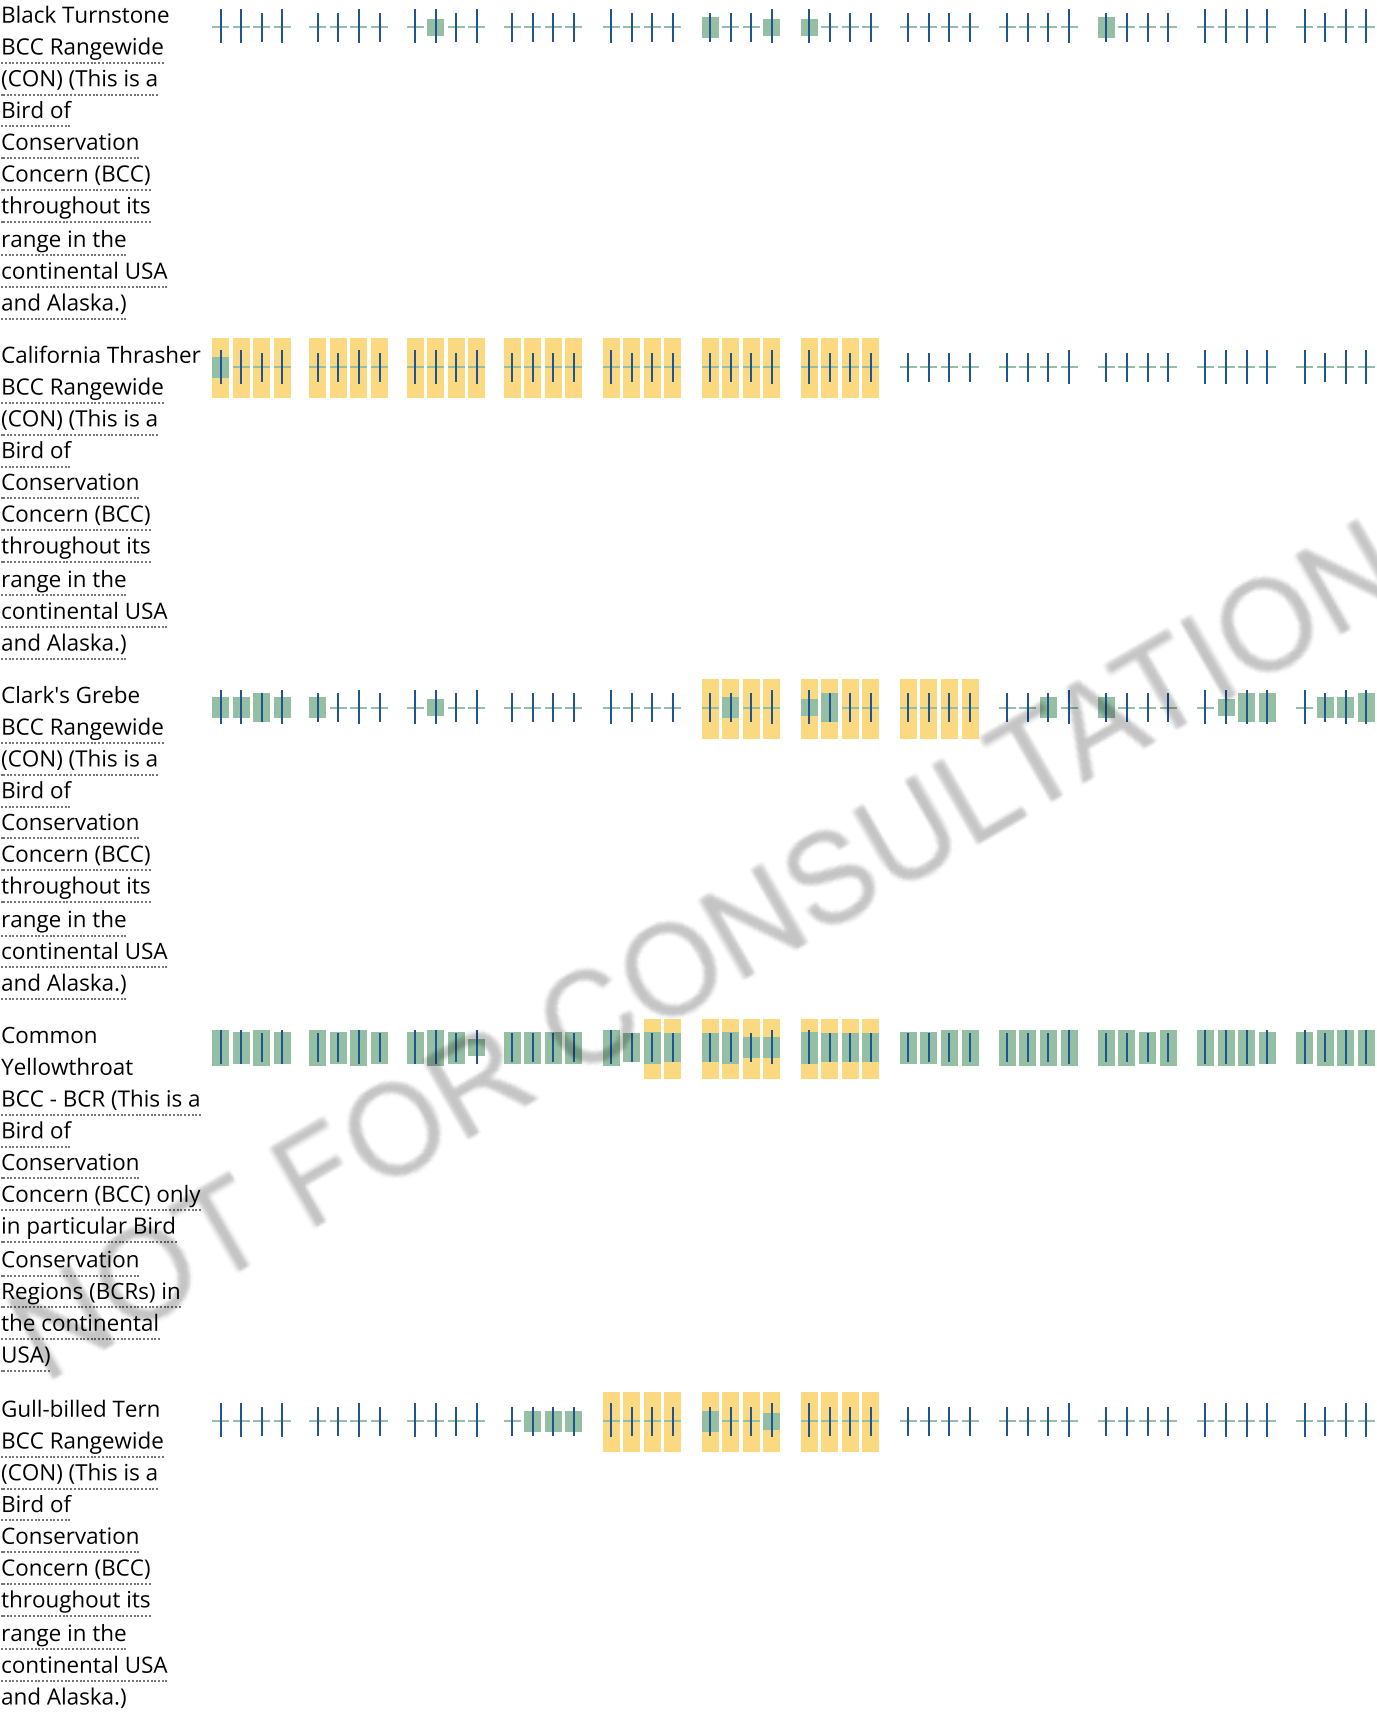 Black Turnstone
BCC Rangewide
(CON) (This is a
Bird of
Conservation
Concern (BCC)
throughout its
range in the
continental USA
and Alaska.)
California Thrasher
BCC Rangewide
(CON) (This is a
Bird of
Conservation
Concern (BCC)
throughout its
range in the
continental USA
and Alaska.)
Clark's Grebe
BCC Rangewide
(CON) (This is a
Bird of
Conservation
Concern (BCC)
throughout its
range in the
continental USA
and Alaska.)
Common
Yellowthroat
BCC - BCR (This is a
Bird of
Conservation
Concern (BCC) only
in particular Bird
Conservation
Regions (BCRs) in
the continental
USA)
Gull-billed Tern
BCC Rangewide
(CON) (This is a
Bird of
Conservation
Concern (BCC)
throughout its
range in the
continental USA
and Alaska.)
NOT FOR CONSULTATION